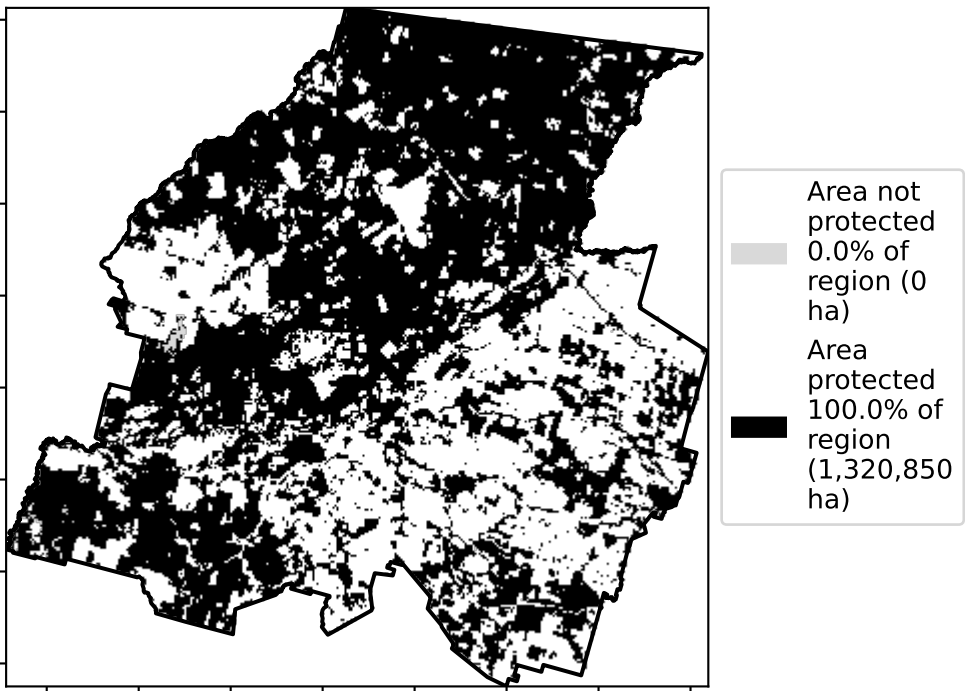 Area not
protected
0.0% of
region (0
ha)
Area
protected
100.0% of
region
(1,320,850
ha)